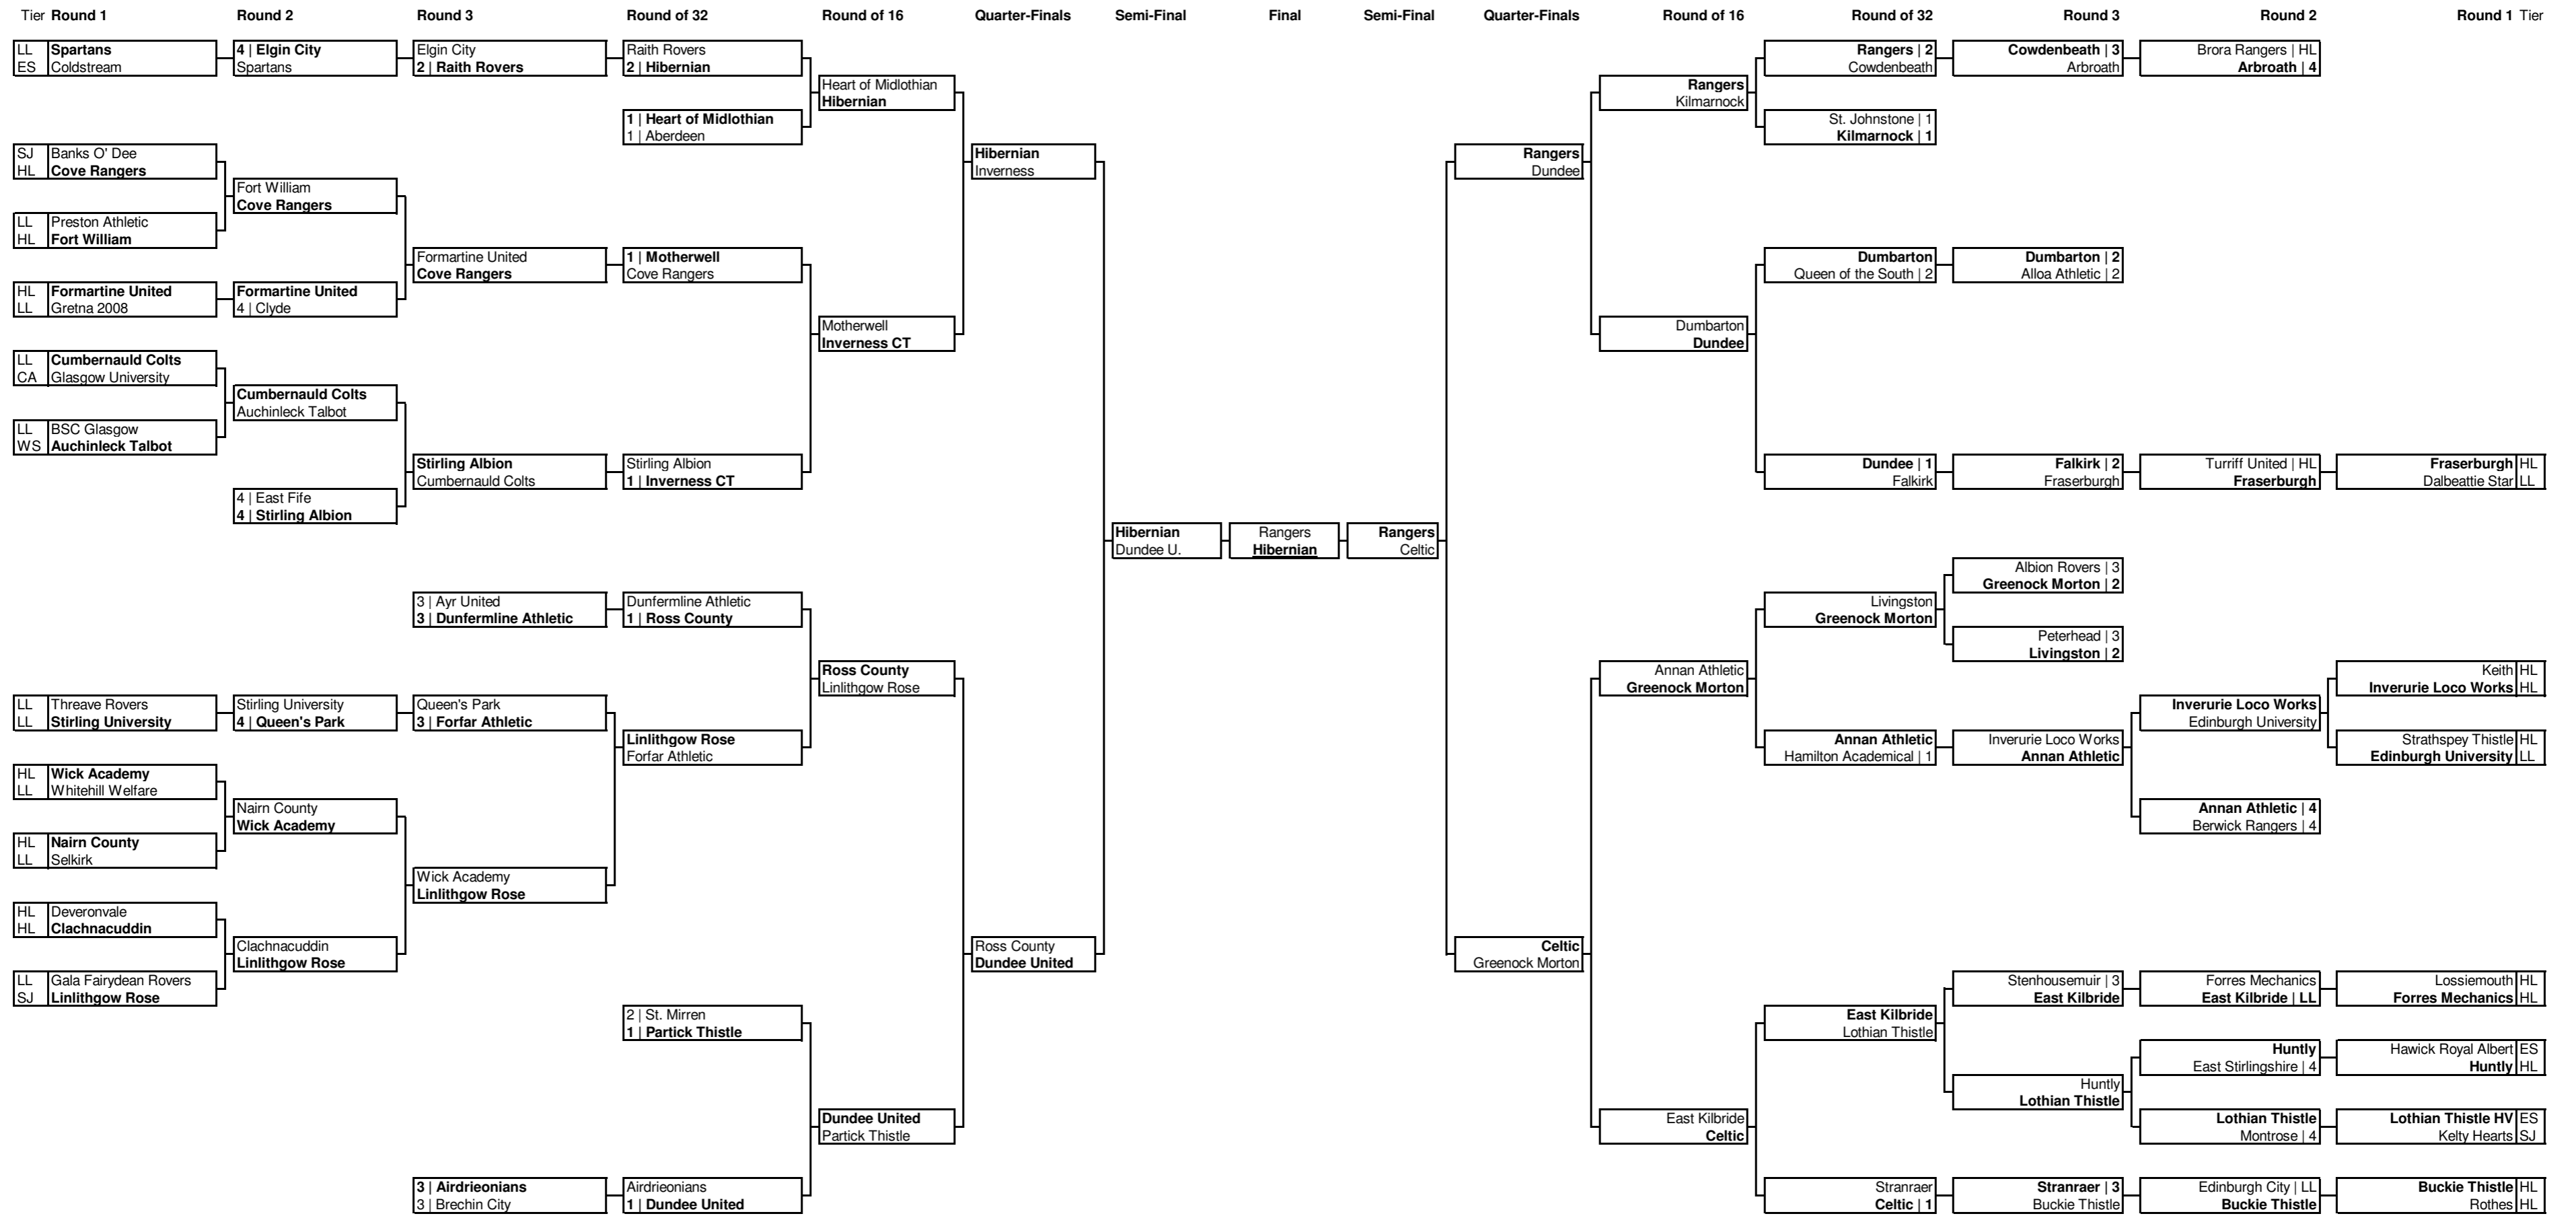 Tier Round 1 Round 2 Round 3 Round of 32 Round of 16 Quarter-Finals Semi-Final Final Semi-Final Quarter-Finals Round of 16 Round of 32 Round 3 Round 2 Round 1 Tier
LL Spartans
ES Coldstream
SJ Banks O' Dee
HL Cove Rangers
LL Preston Athletic
HL Fort William
HL Formartine United
LL Gretna 2008
LL Cumbernauld Colts
CA Glasgow University
LL BSC Glasgow
WS Auchinleck Talbot
LL Threave Rovers
LL Stirling University
HL Wick Academy
LL Whitehill Welfare
HL Nairn County
LL Selkirk
HL Deveronvale
HL Clachnacuddin
LL Gala Fairydean Rovers
SJ Linlithgow Rose
4 | Elgin City
Spartans
Fort William
Cove Rangers
Formartine United
4 | Clyde
Cumbernauld Colts
Auchinleck Talbot
4 | East Fife
4 | Stirling Albion
Stirling University
4 | Queen's Park
Nairn County
Wick Academy
Clachnacuddin
Linlithgow Rose
Elgin City
2 | Raith Rovers
Formartine United
Cove Rangers
Stirling Albion
Cumbernauld Colts
3 | Ayr United
3 | Dunfermline Athletic
Queen's Park
3 | Forfar Athletic
Wick Academy
Linlithgow Rose
3 | Airdrieonians
3 | Brechin City
Raith Rovers
2 | Hibernian
1 | Heart of Midlothian
1 | Aberdeen
1 | Motherwell
Cove Rangers
Stirling Albion
1 | Inverness CT
Dunfermline Athletic
1 | Ross County
Linlithgow Rose
Forfar Athletic
2 | St. Mirren
1 | Partick Thistle
Airdrieonians
1 | Dundee United
Heart of Midlothian
Hibernian
Motherwell
Inverness CT
Ross County
Linlithgow Rose
Dundee United
Partick Thistle
Hibernian
Inverness
Ross County
Dundee United
Hibernian
Dundee U.
Rangers
Hibernian
Rangers
Celtic
Rangers
Dundee
Celtic
Greenock Morton
Rangers
Kilmarnock
Dumbarton
Dundee
Annan Athletic
Greenock Morton
East Kilbride
Celtic
Rangers | 2
Cowdenbeath
St. Johnstone | 1
Kilmarnock | 1
Dumbarton
Queen of the South | 2
Dundee | 1
Falkirk
Livingston
Greenock Morton
Annan Athletic
Hamilton Academical | 1
East Kilbride
Lothian Thistle
Stranraer
Celtic | 1
Cowdenbeath | 3
Arbroath
Dumbarton | 2
Alloa Athletic | 2
Falkirk | 2
Fraserburgh
Albion Rovers | 3
Greenock Morton | 2
Peterhead | 3
Livingston | 2
Inverurie Loco Works
Annan Athletic
Stenhousemuir | 3
East Kilbride
Huntly
Lothian Thistle
Stranraer | 3
Buckie Thistle
Brora Rangers | HL
Arbroath | 4
Turriff United | HL
Fraserburgh
Inverurie Loco Works
Edinburgh University
Annan Athletic | 4
Berwick Rangers | 4
Forres Mechanics
East Kilbride | LL
Huntly
East Stirlingshire | 4
Lothian Thistle
Montrose | 4
Edinburgh City | LL
Buckie Thistle
Fraserburgh HL
Dalbeattie Star LL
Keith HL
Inverurie Loco Works HL
Strathspey Thistle HL
Edinburgh University LL
Lossiemouth HL
Forres Mechanics HL
Hawick Royal Albert ES
Huntly HL
Lothian Thistle HV ES
Kelty Hearts SJ
Buckie Thistle HL
Rothes HL